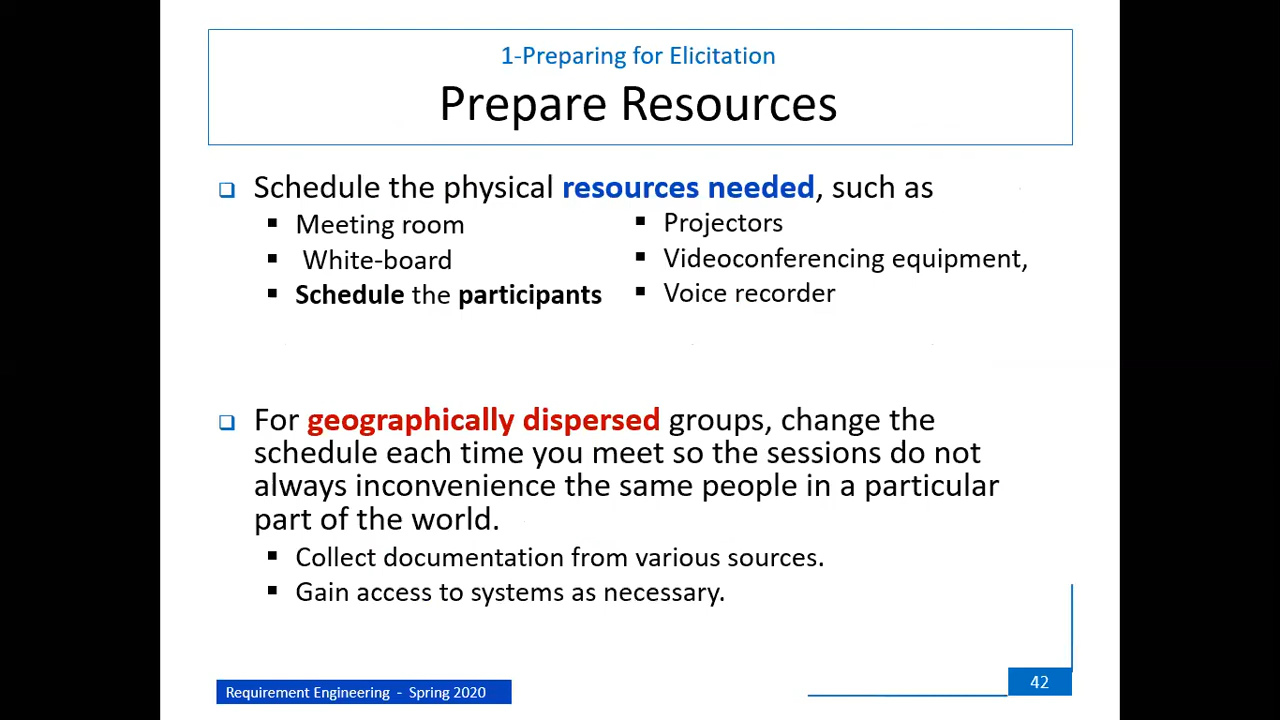 1-Preparing for Elicitation
Prepare Resources
Schedule the physical resources needed, such as
Meeting room
White-board
Schedule the participants
Projectors
Videoconferencing equipment,
Voice recorder
For geographically dispersed groups, change the
schedule each time you meet so the sessions do not
always inconvenience the same people in a particular
part of the world.
Collect documentation from various sources.
Gain access to systems as necessary.
Requirement Engineering - Spring 2020
42